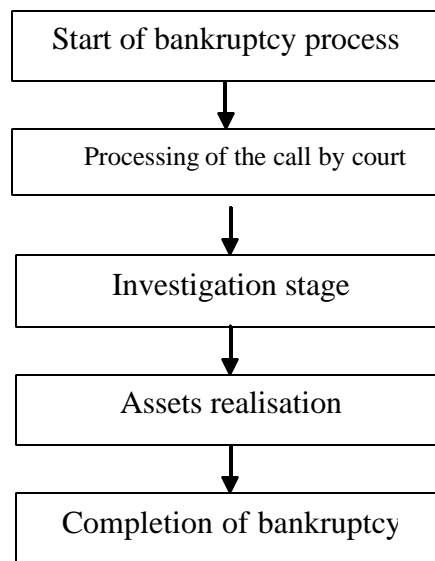 Start of bankruptcy process
Processing of the call by court
Investigation stage
Assets realisation
Completion of bankruptcy